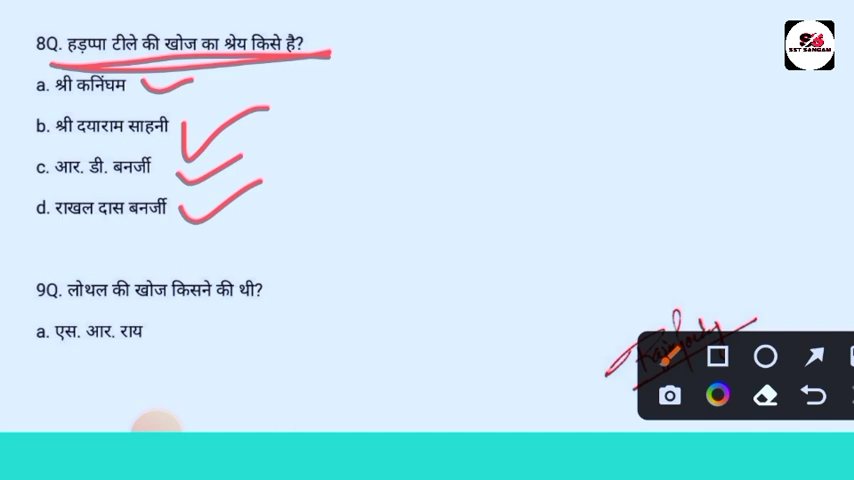 8Q. हड़प्पा टीले की खोज का श्रेय किसे है?
SST SANGAM
a. श्री कनिंघम
b. श्री दयाराम साहनी
c. आर. डी. बनर्जी
d. राखल दास बनर्जी
9Q. लोथल की खोज किसने की थी?
a. एस. आर. राय